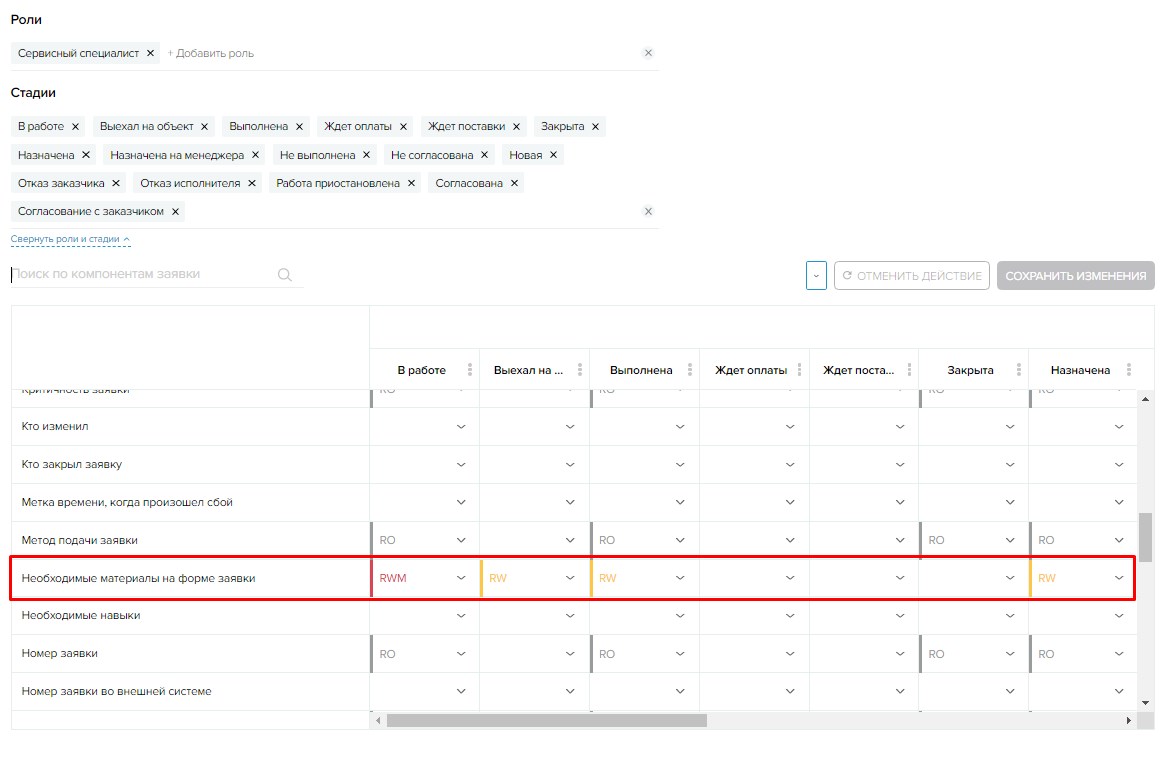 Роли
Сервисный специалист × + Добавить роль ×
Стадии
В работе × Выехал на объект × Выполнена × Ждет оплаты × Ждет поставки × Закрыта ×
Назначена × Назначена на менеджера × Не выполнена × Не согласована × Новая ×
Отказ заказчика × Отказ исполнителя × Работа приостановлена × Согласована ×
Согласование с заказчиком × ×
Свернуть роли и стадии
Поиск по компонентам заявки ОТМЕНИТЬ ДЕЙСТВИЕ СОХРАНИТЬ ИЗМЕНЕНИЯ
В работе Выехал на ... Выполнена Ждет оплаты Ждет поста... Закрыта Назначена
Критичность заявки RO RO RO RO
Кто изменил
Кто закрыл заявку
Метка времени, когда произошел сбой
Метод подачи заявки RO RO RO RO
Необходимые материалы на форме заявки RWM RW RW RW
Необходимые навыки
Номер заявки RO RO RO RO
Номер заявки во внешней системе